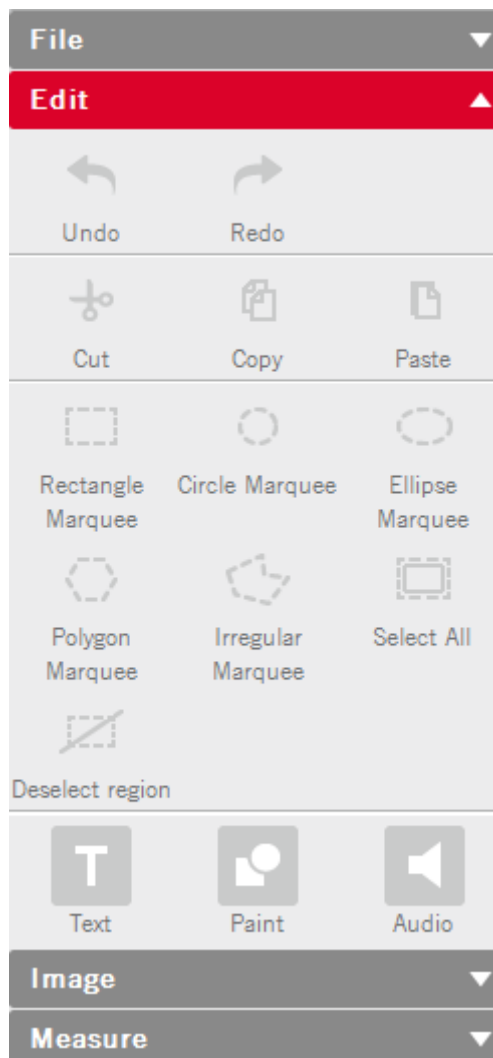 File
Edit
Undo Redo
Cut Copy Paste
Rectangle Circle Marquee Ellipse
Marquee Marquee
Polygon Irregular Select All
Marquee Marquee
Deselect region
T
Text Paint Audio
Image
Measure